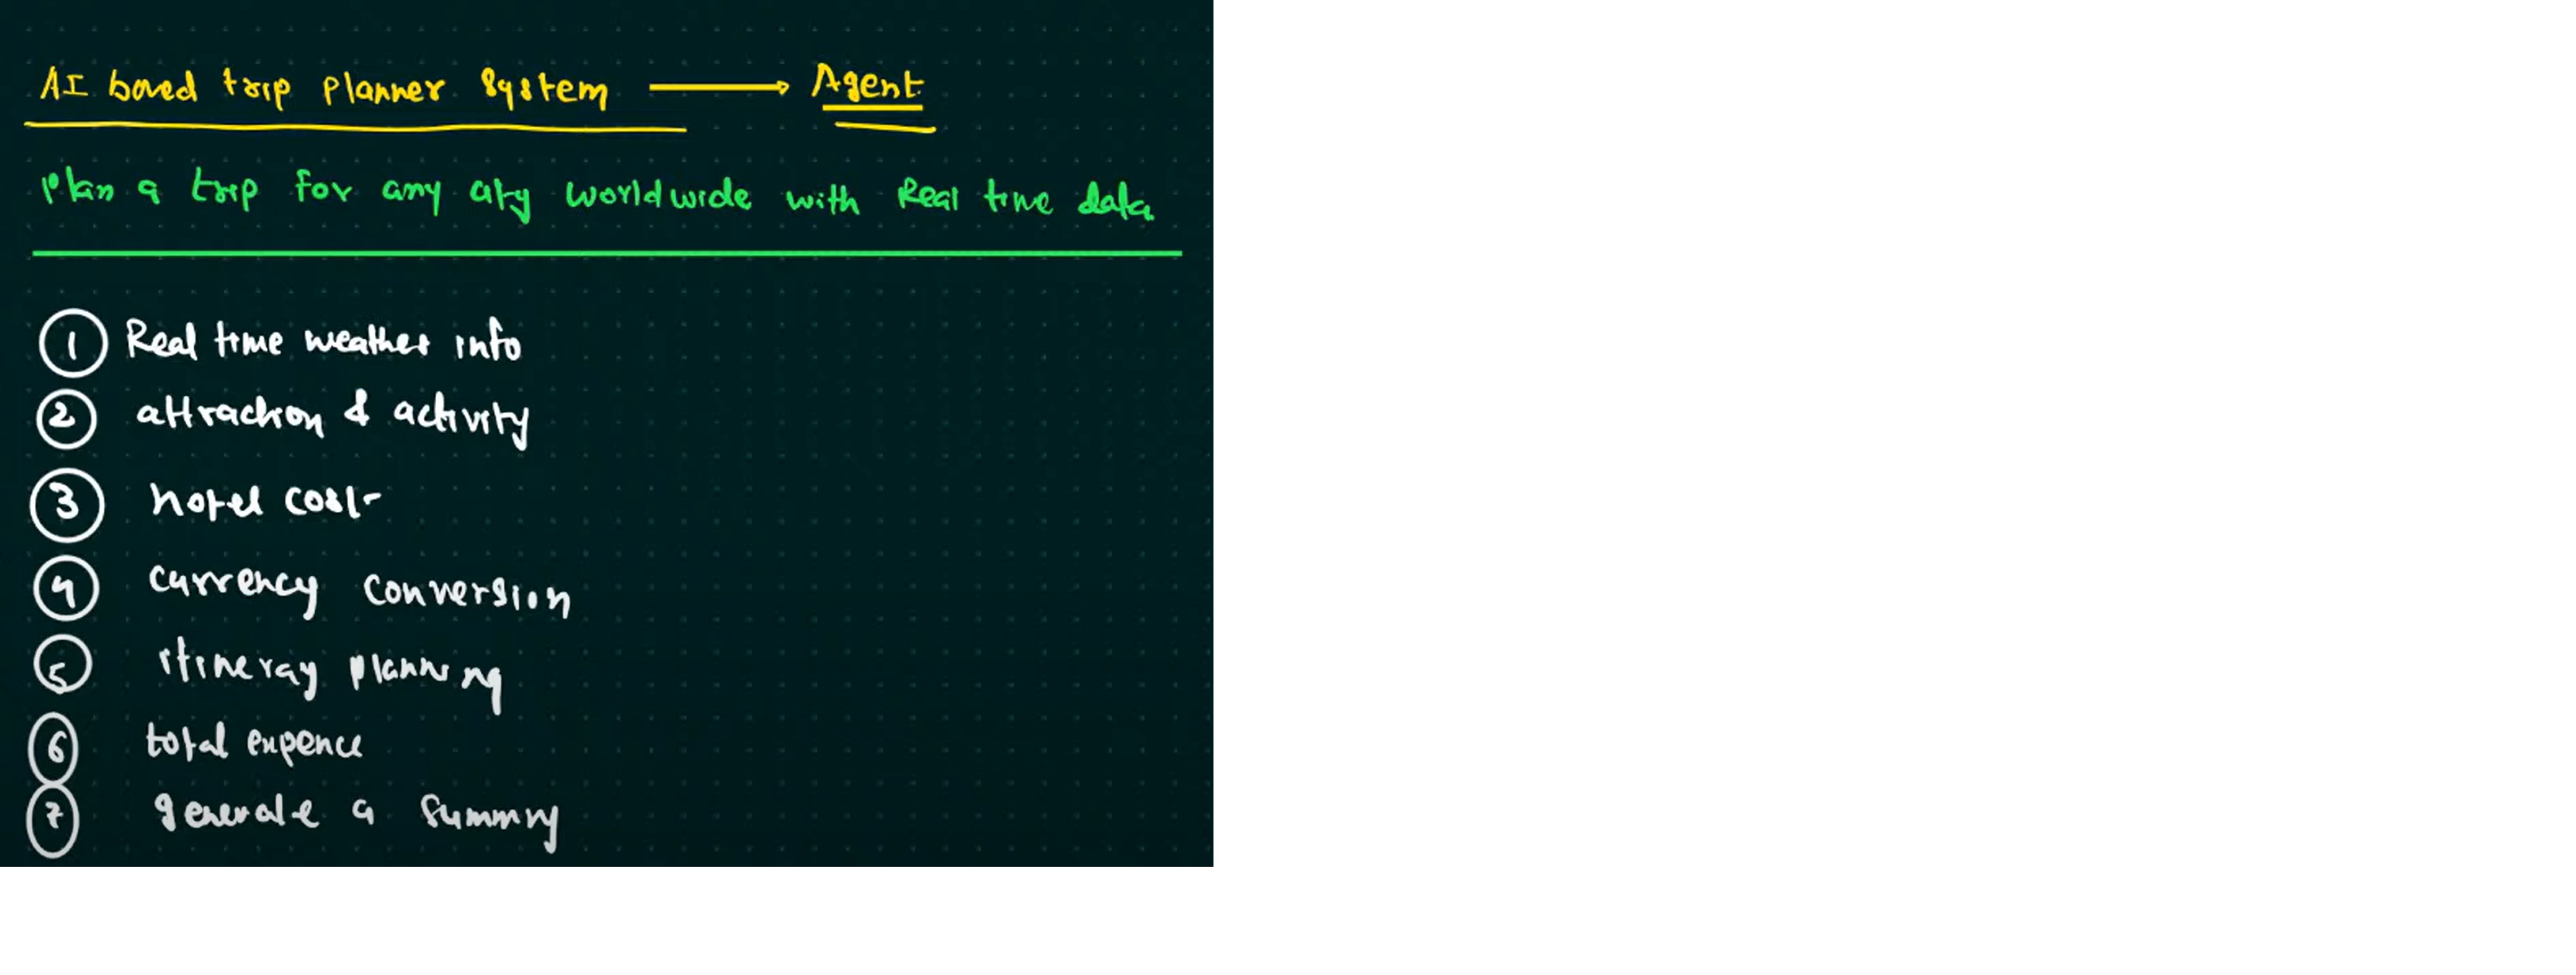 AI based trip planner system → Agent
Plan a trip for any city worldwide with Real time data
1 Real time weather info
2 attraction & activity
3 hotel cost
4 currency conversion
5 itineray planning
6 total expence
7 generate a summry